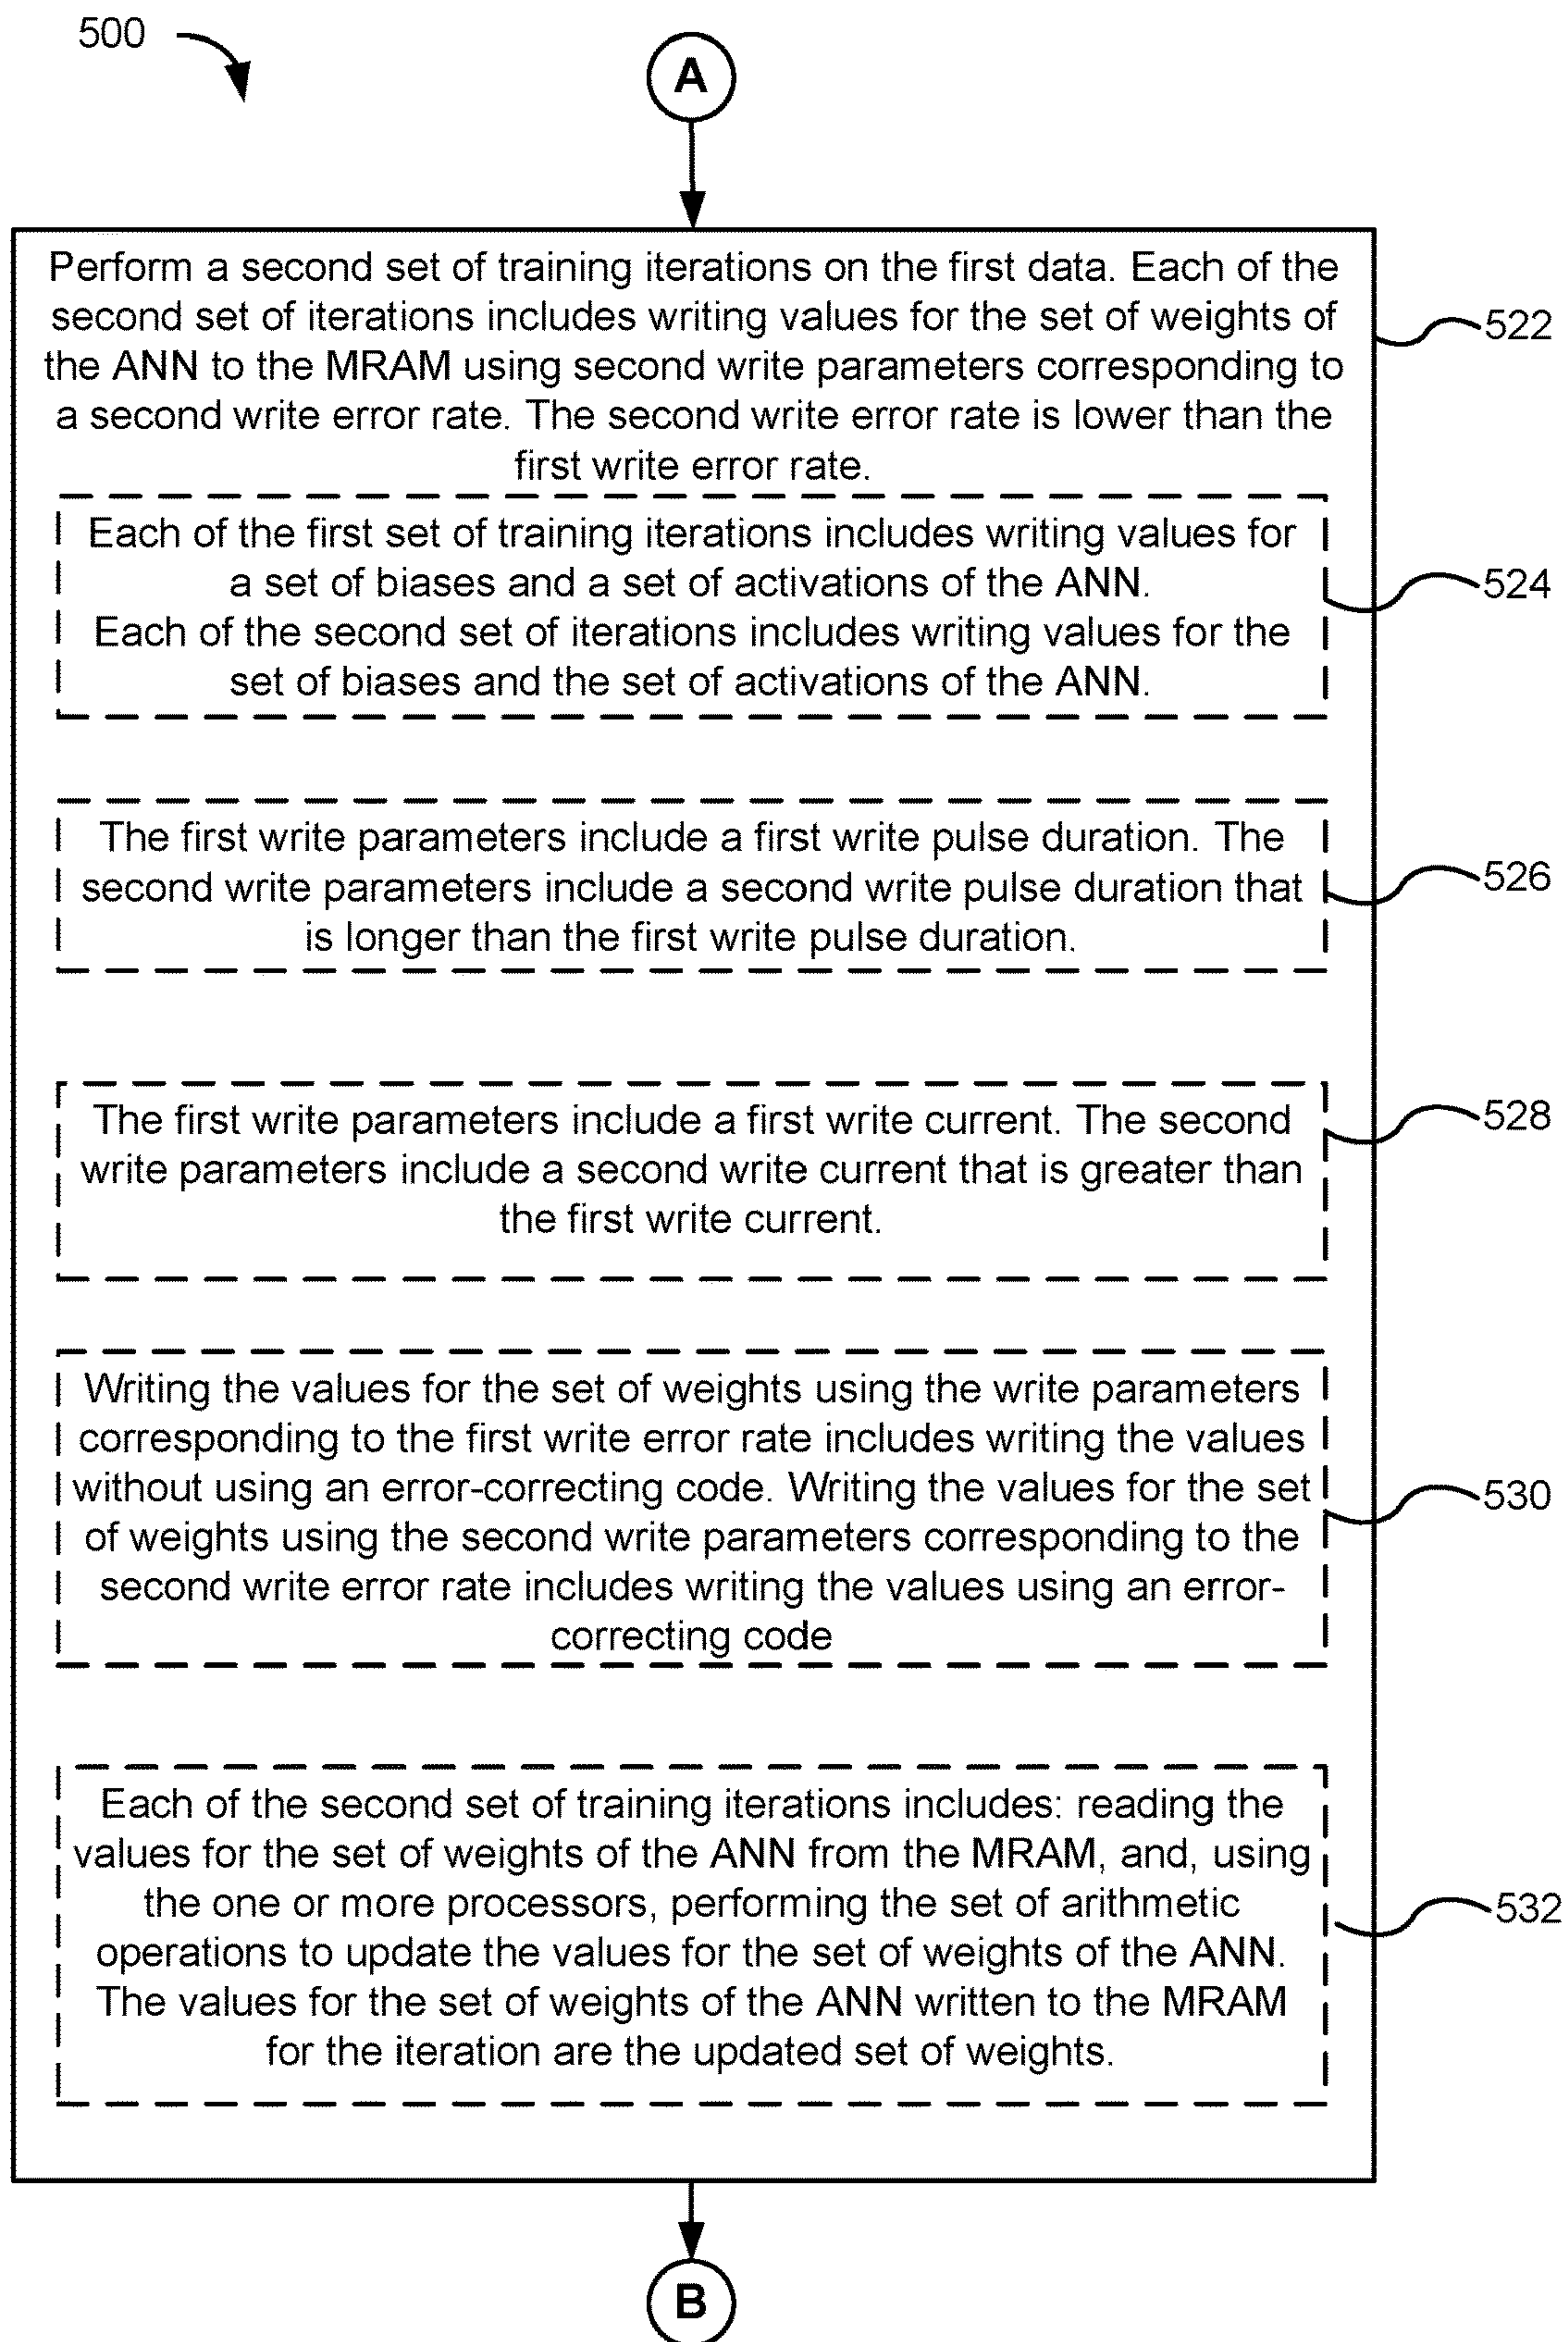 500
A
Perform a second set of training iterations on the first data. Each of the
second set of iterations includes writing values for the set of weights of
the ANN to the MRAM using second write parameters corresponding to
a second write error rate. The second write error rate is lower than the
first write error rate.
522
Each of the first set of training iterations includes writing values for
a set of biases and a set of activations of the ANN.
Each of the second set of iterations includes writing values for the
set of biases and the set of activations of the ANN.
524
The first write parameters include a first write pulse duration. The
second write parameters include a second write pulse duration that
is longer than the first write pulse duration.
526
The first write parameters include a first write current. The second
write parameters include a second write current that is greater than
the first write current.
528
Writing the values for the set of weights using the write parameters
corresponding to the first write error rate includes writing the values
without using an error-correcting code. Writing the values for the set
of weights using the second write parameters corresponding to the
second write error rate includes writing the values using an error-
correcting code
530
Each of the second set of training iterations includes: reading the
values for the set of weights of the ANN from the MRAM, and, using
the one or more processors, performing the set of arithmetic
operations to update the values for the set of weights of the ANN.
The values for the set of weights of the ANN written to the MRAM
for the iteration are the updated set of weights.
532
B